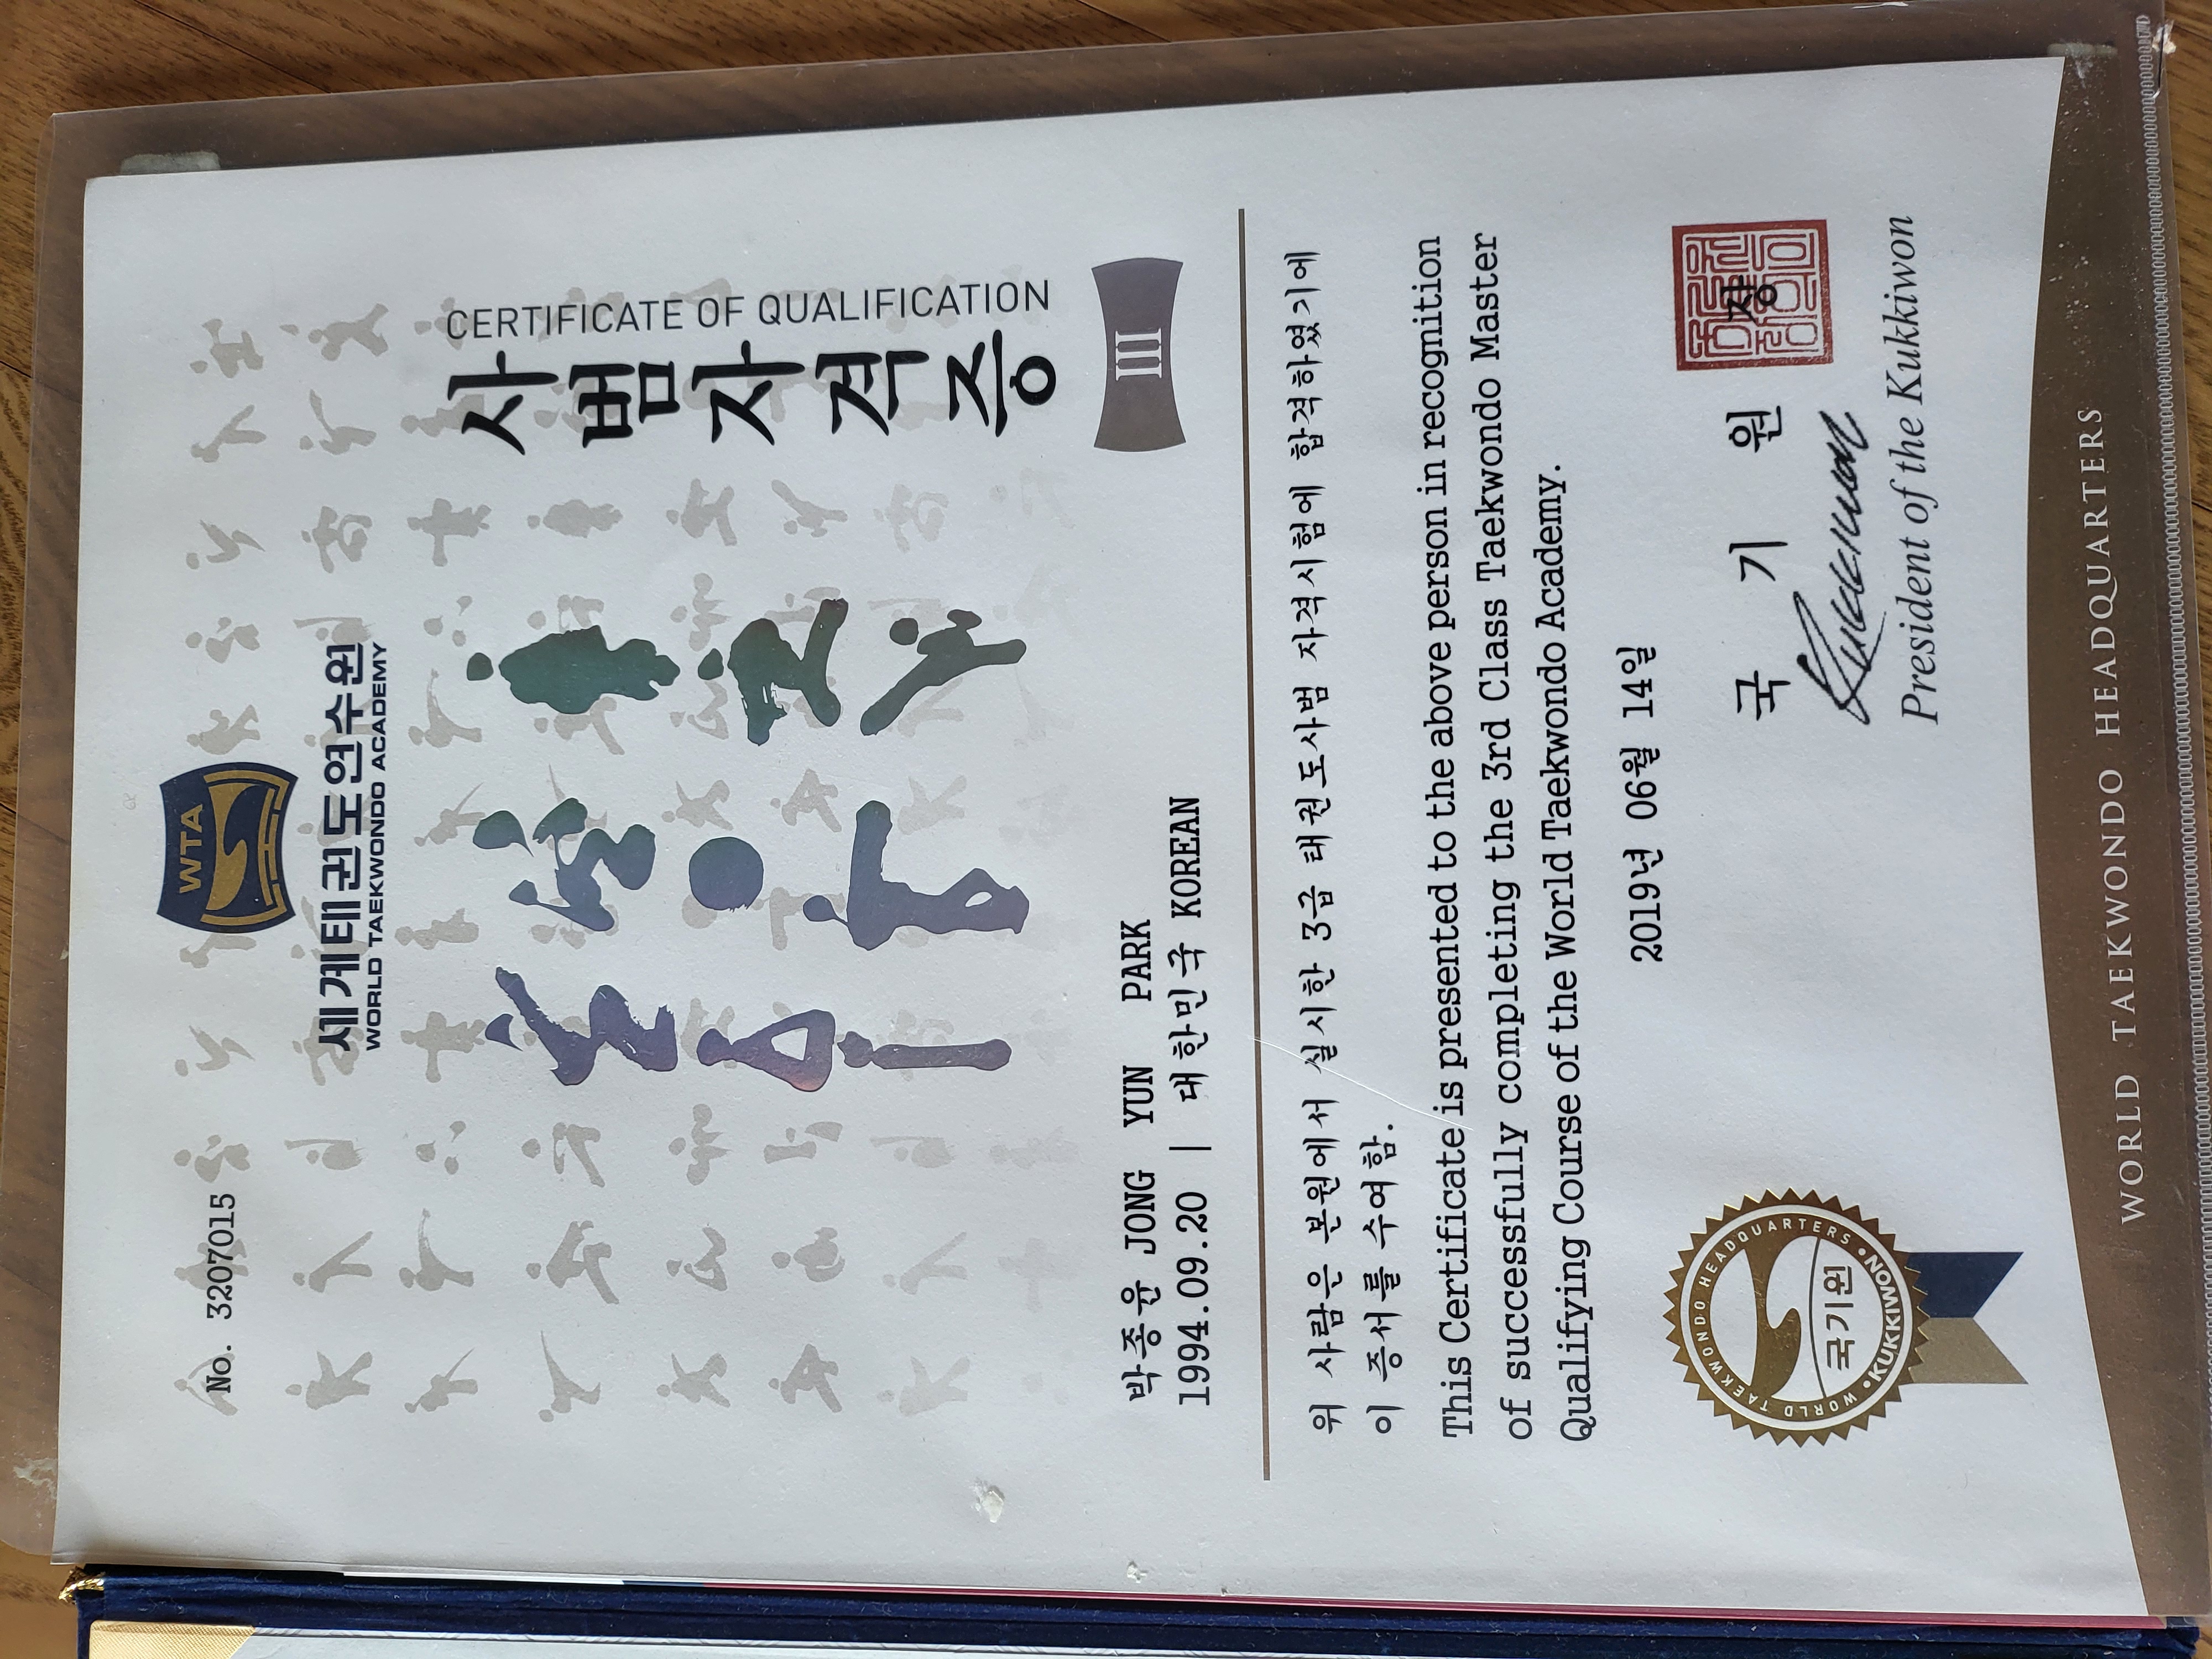 No. 3207015
WTA
세계태권도연수원
WORLD TAEKWONDO ACADEMY
사범자격증
CERTIFICATE OF QUALIFICATION
III
박종윤 JONG YUN PARK
1994.09.20 | 대한민국 KOREAN
위 사람은 본원에서 실시한 3급 태권도사범 자격시험에 합격하였기에
이 증서를 수여함.
This Certificate is presented to the above person in recognition
of successfully completing the 3rd Class Taekwondo Master
Qualifying Course of the World Taekwondo Academy.
2019년 06월 14일
국 기 원 장
President of the Kukkiwon
WORLD TAEKWONDO HEADQUARTERS
국기원
•KUKKIWON•
WORLD TAEKWONDO HEADQUARTERS